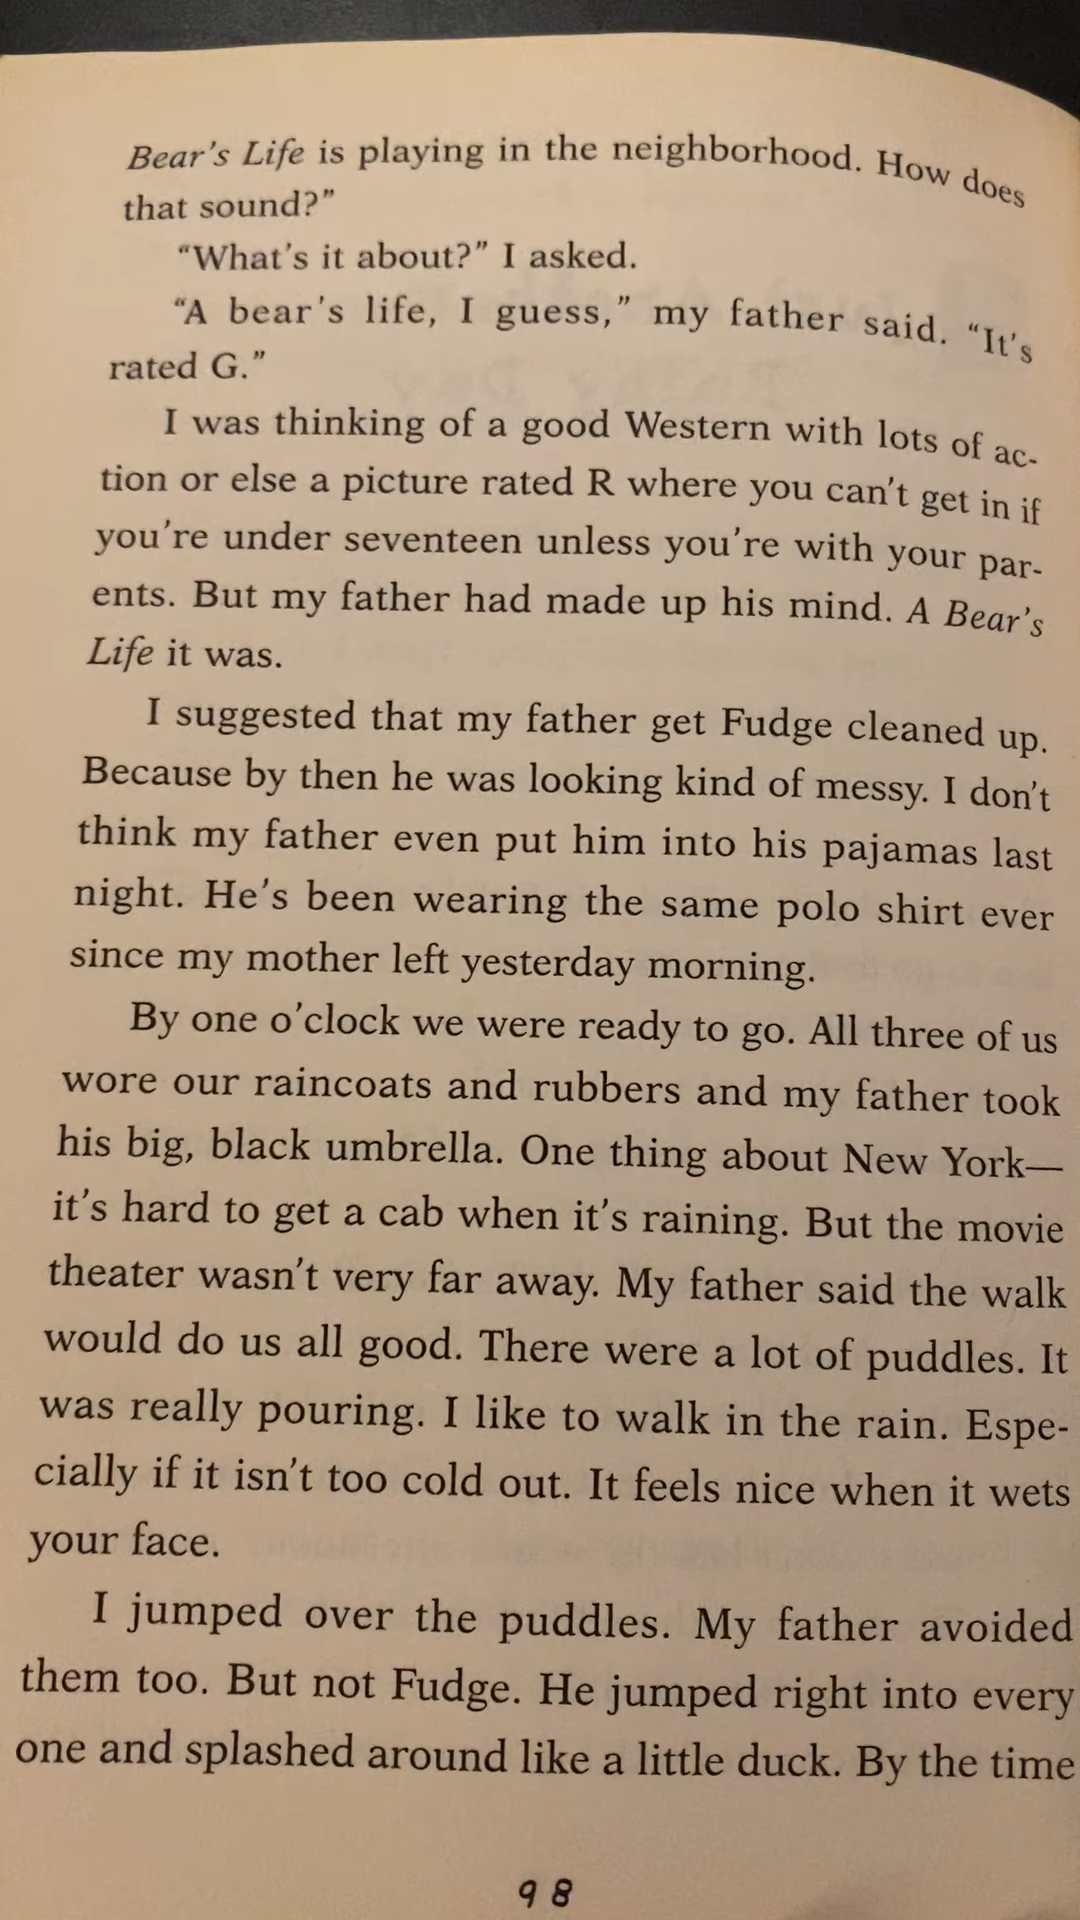 Bear's Life is playing in the neighborhood. How does
that sound?”
“What's it about?” I asked.
“A bear's life, I guess,” my father said. “It's
rated G.”
I was thinking of a good Western with lots of ac-
tion or else a picture rated R where you can't get in if
you're under seventeen unless you're with your par-
ents. But my father had made up his mind. A Bear's
Life it was.
I suggested that my father get Fudge cleaned up.
Because by then he was looking kind of messy. I don't
think my father even put him into his pajamas last
night. He's been wearing the same polo shirt ever
since my mother left yesterday morning.
By one o'clock we were ready to go. All three of us
wore our raincoats and rubbers and my father took
his big, black umbrella. One thing about New York—
it's hard to get a cab when it's raining. But the movie
theater wasn't very far away. My father said the walk
would do us all good. There were a lot of puddles. It
was really pouring. I like to walk in the rain. Espe-
cially if it isn't too cold out. It feels nice when it wets
your face.
I jumped over the puddles. My father avoided
them too. But not Fudge. He jumped right into every
one and splashed around like a little duck. By the time
98